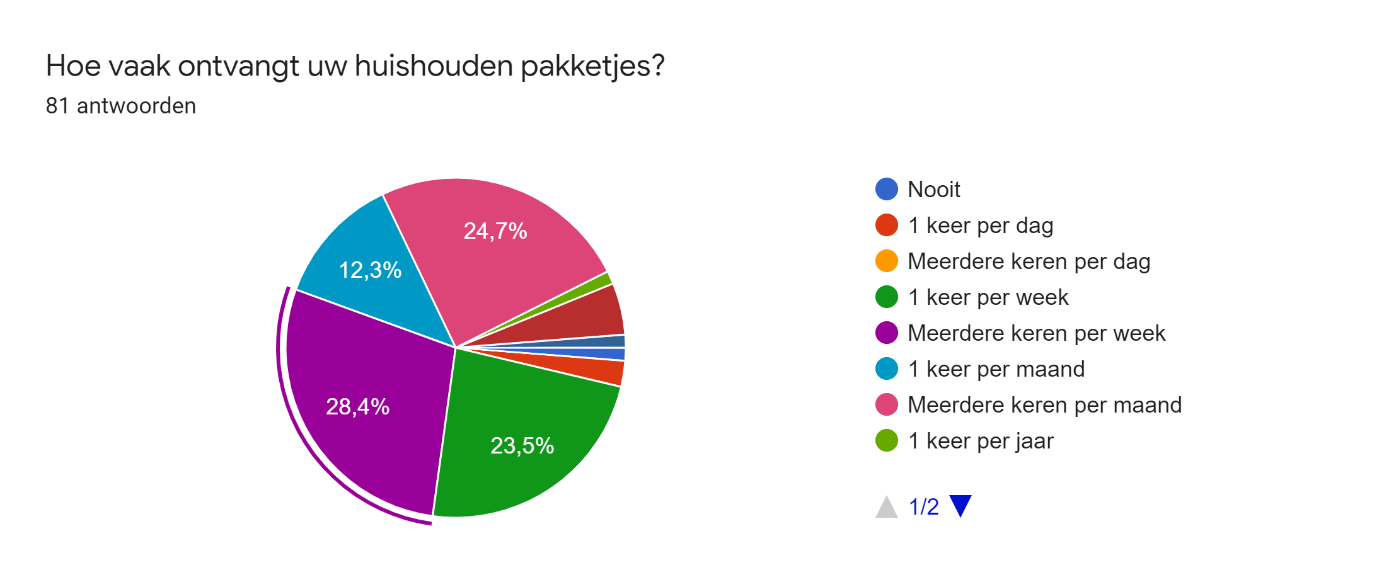 Hoe vaak ontvangt uw huishouden pakketjes?
81 antwoorden
24,7%
12,3%
28,4%
23,5%
Nooit
1 keer per dag
Meerdere keren per dag
1 keer per week
Meerdere keren per week
1 keer per maand
Meerdere keren per maand
1 keer per jaar
1/2